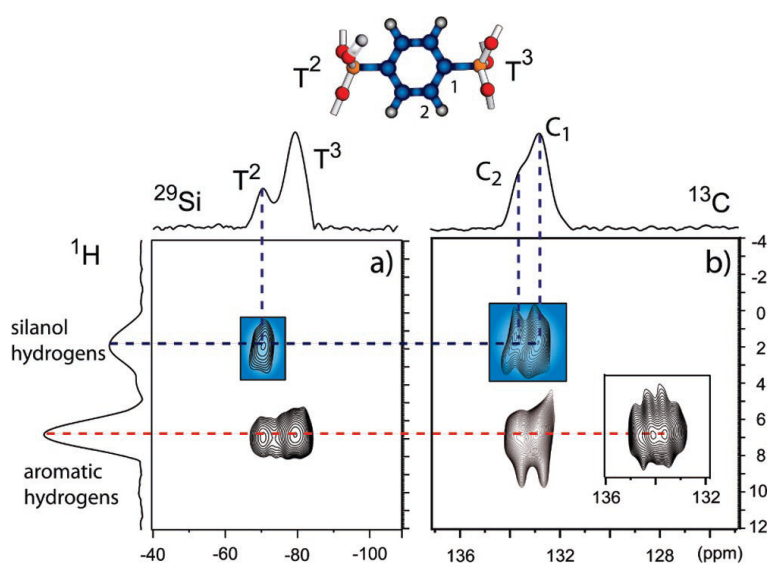 T² T³
1
2
C₁
T³
C₂
T²
²⁹Si
¹³C
¹H
a)
b)
-4
-2
0
2
4
6
8
10
12
silanol
hydrogens
aromatic
hydrogens
136 132
-40 -60 -80 -100
136 132 128 (ppm)